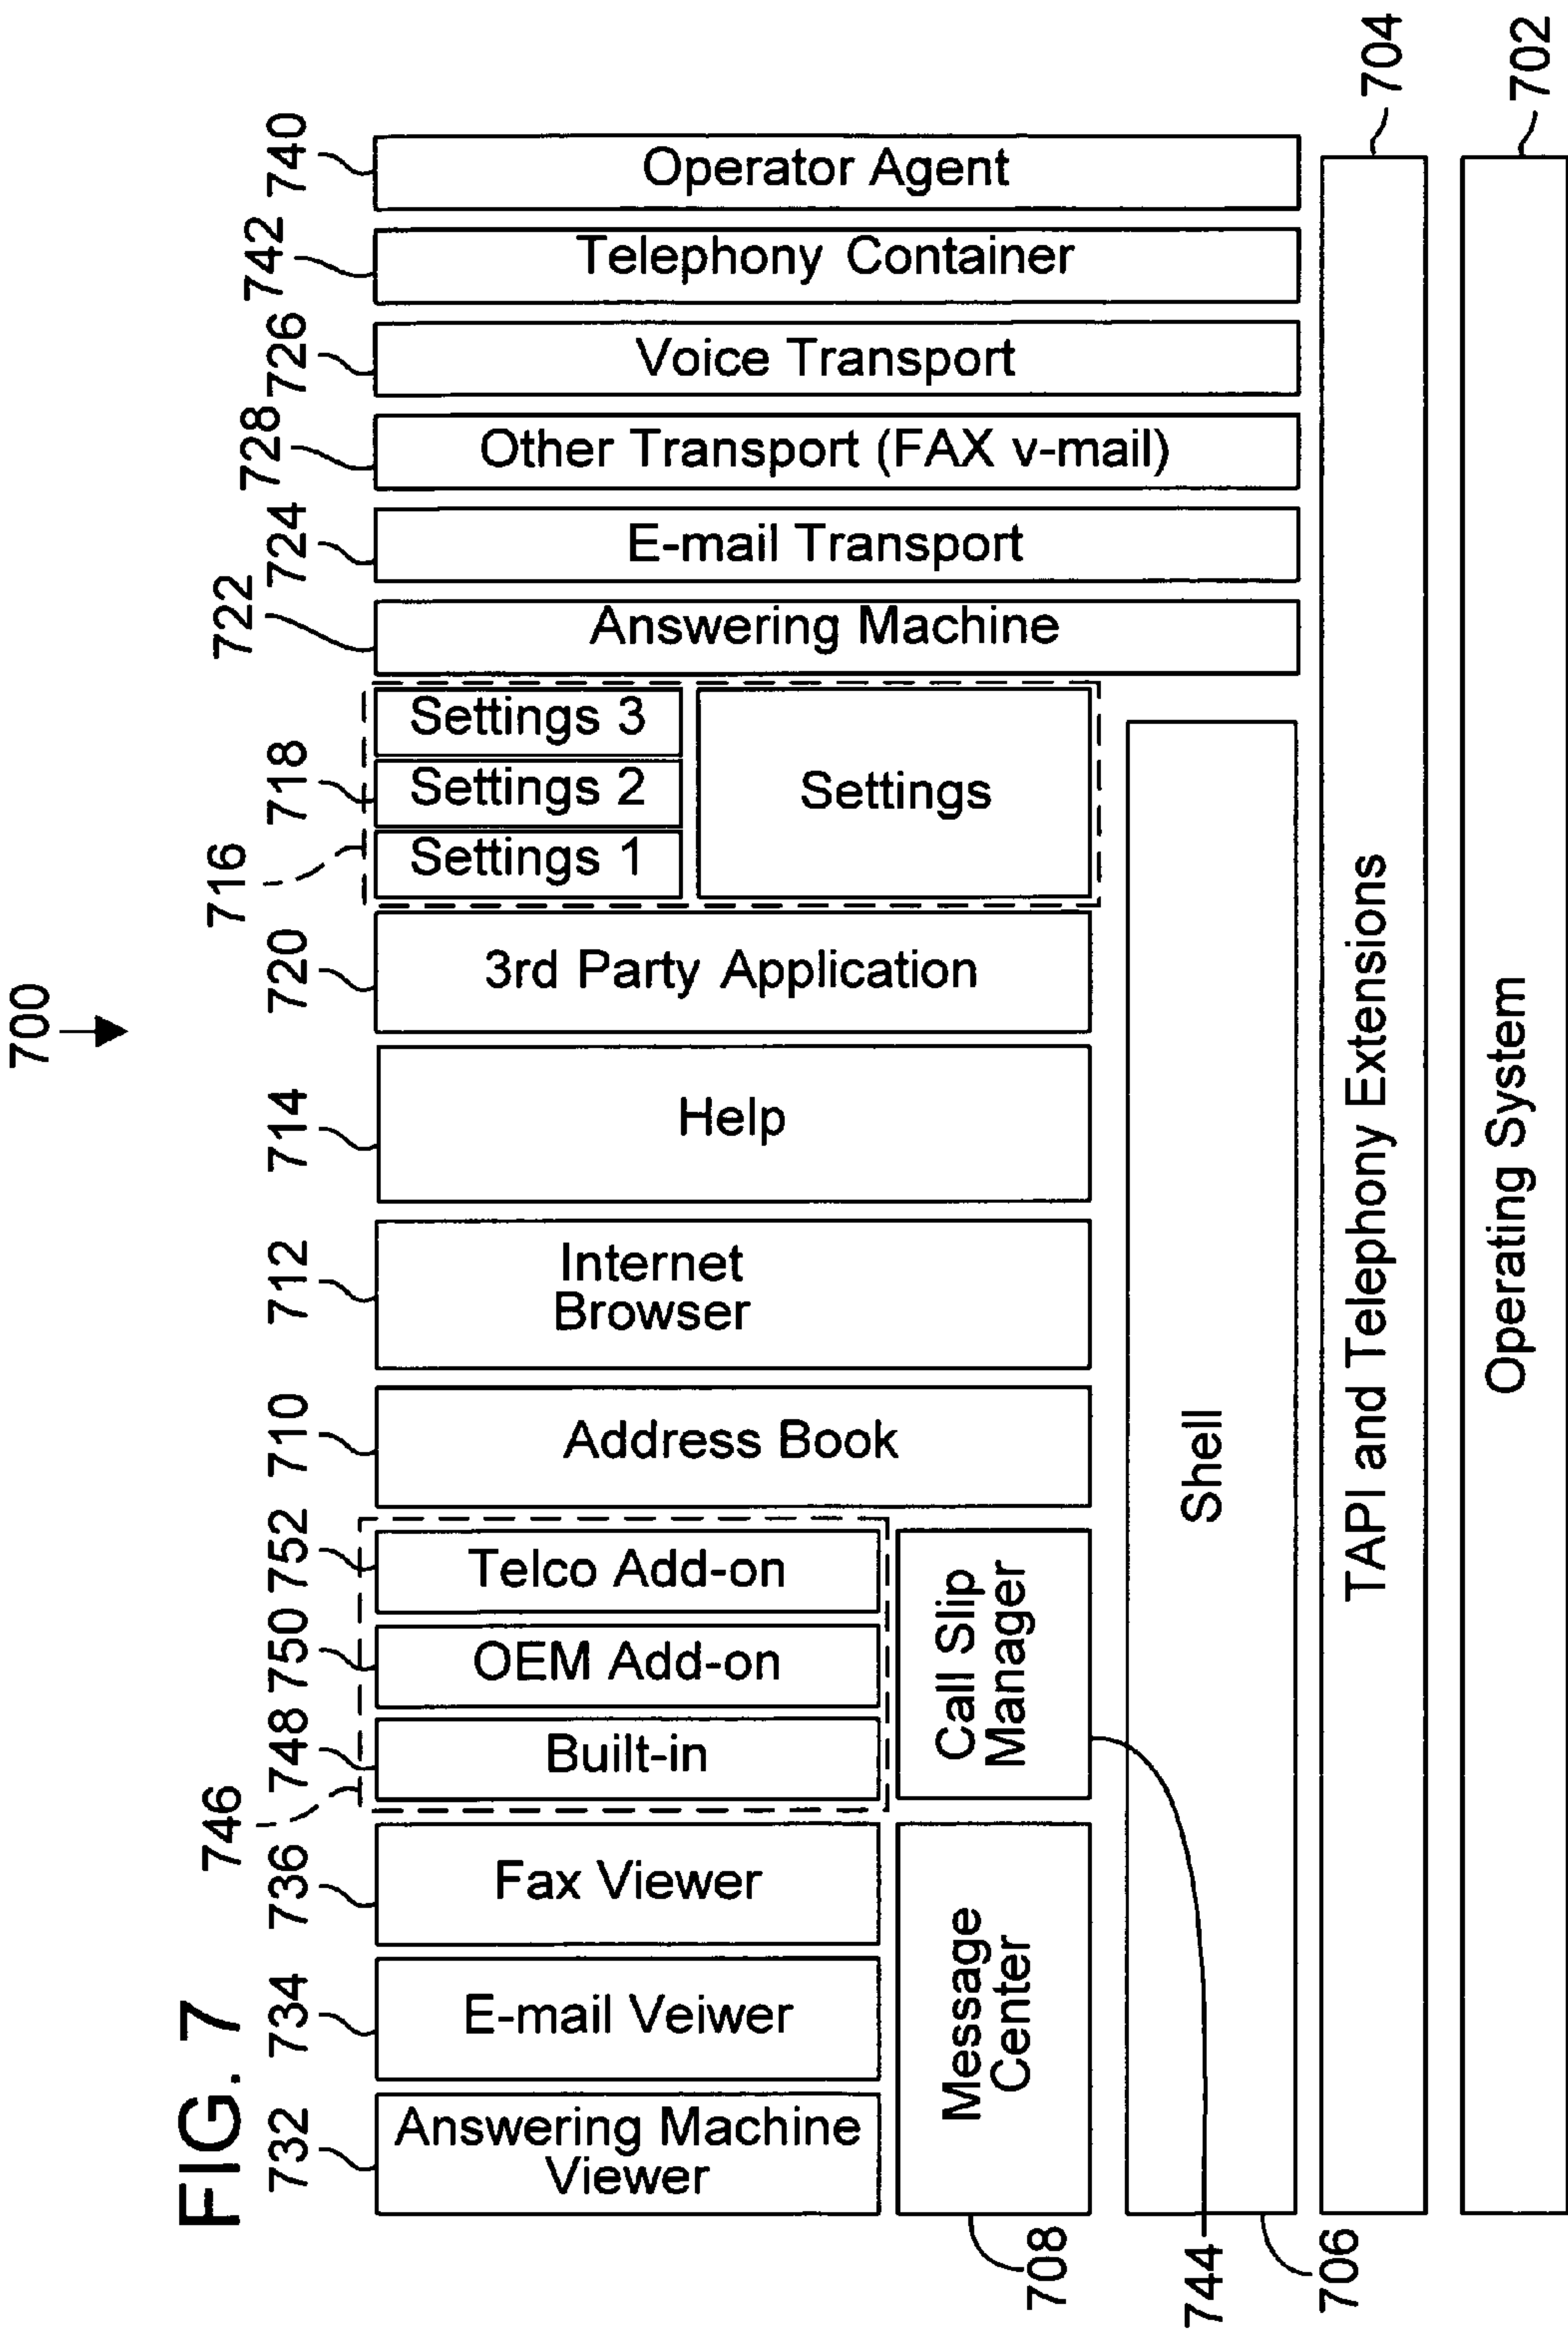 700
FIG. 7
732
734
736
746
748
750
752
710
712
714
720
716
718
722
724
728
726
742
740
Answering Machine
Viewer
E-mail Veiwer
Fax Viewer
Built-in
OEM Add-on
Telco Add-on
Address Book
Internet
Browser
Help
3rd Party Application
Settings 1
Settings 2
Settings 3
Settings
Answering Machine
E-mail Transport
Other Transport (FAX v-mail)
Voice Transport
Telephony Container
Operator Agent
Message
Center
Call Slip
Manager
708
Shell
744
706
TAPI and Telephony Extensions
704
Operating System
702